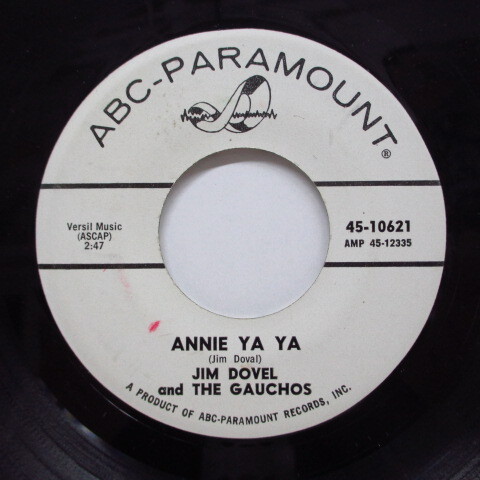 ABC-PARAMOUNT ®
Versil Music
(ASCAP)
2:47
45-10621
AMP 45-12335
ANNIE YA YA
(Jim Doval)
JIM DOVEL
and THE GAUCHOS
A PRODUCT OF ABC-PARAMOUNT RECORDS, INC.